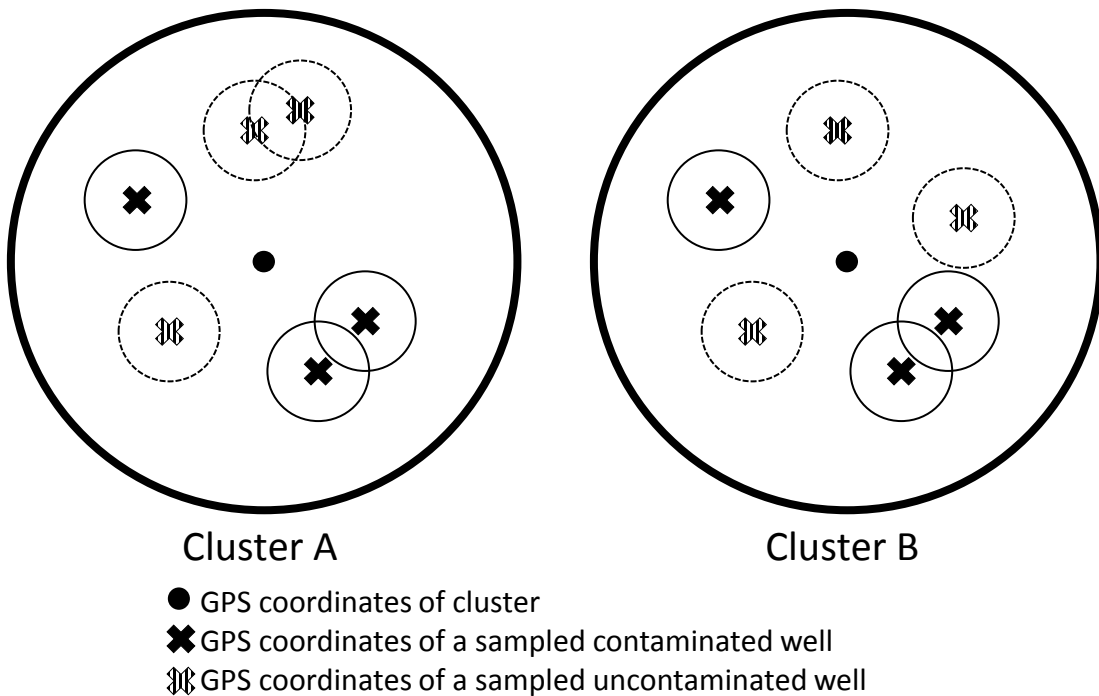 Cluster A
Cluster B
GPS coordinates of cluster
GPS coordinates of a sampled contaminated well
GPS coordinates of a sampled uncontaminated well